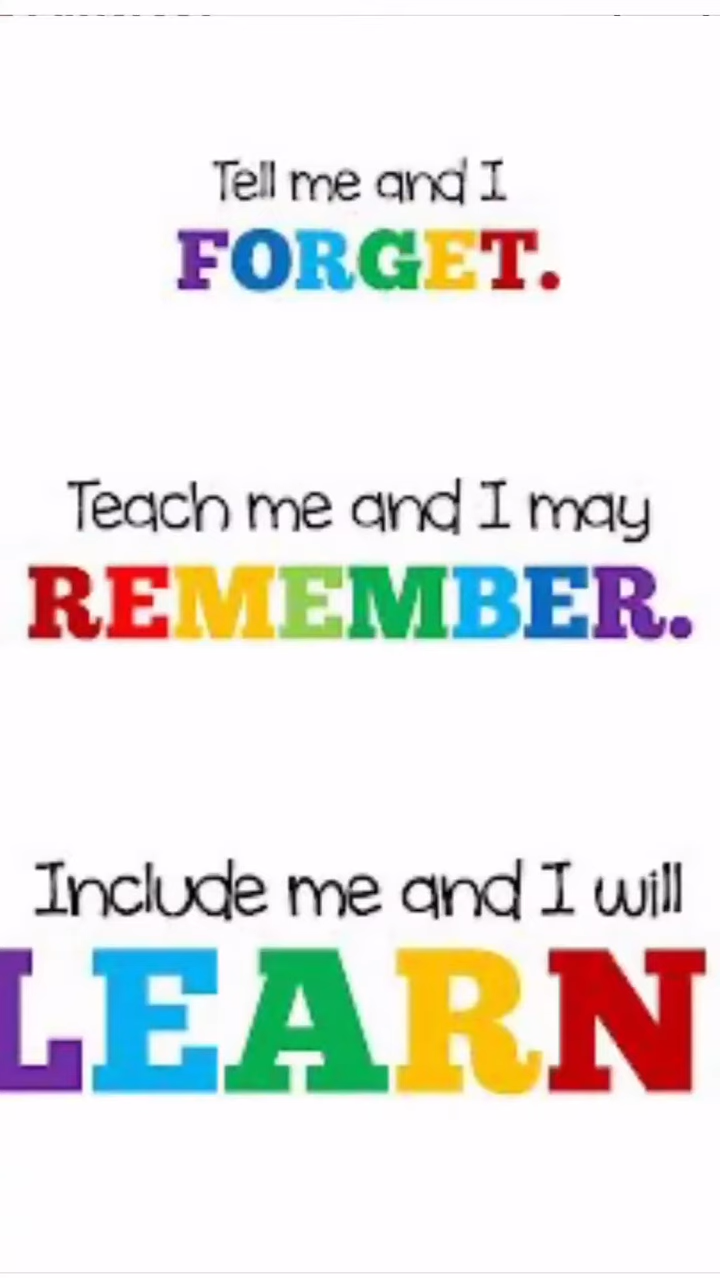 Tell me and I
FORGET.
Teach me and I may
REMEMBER.
Include me and I will
LEARN